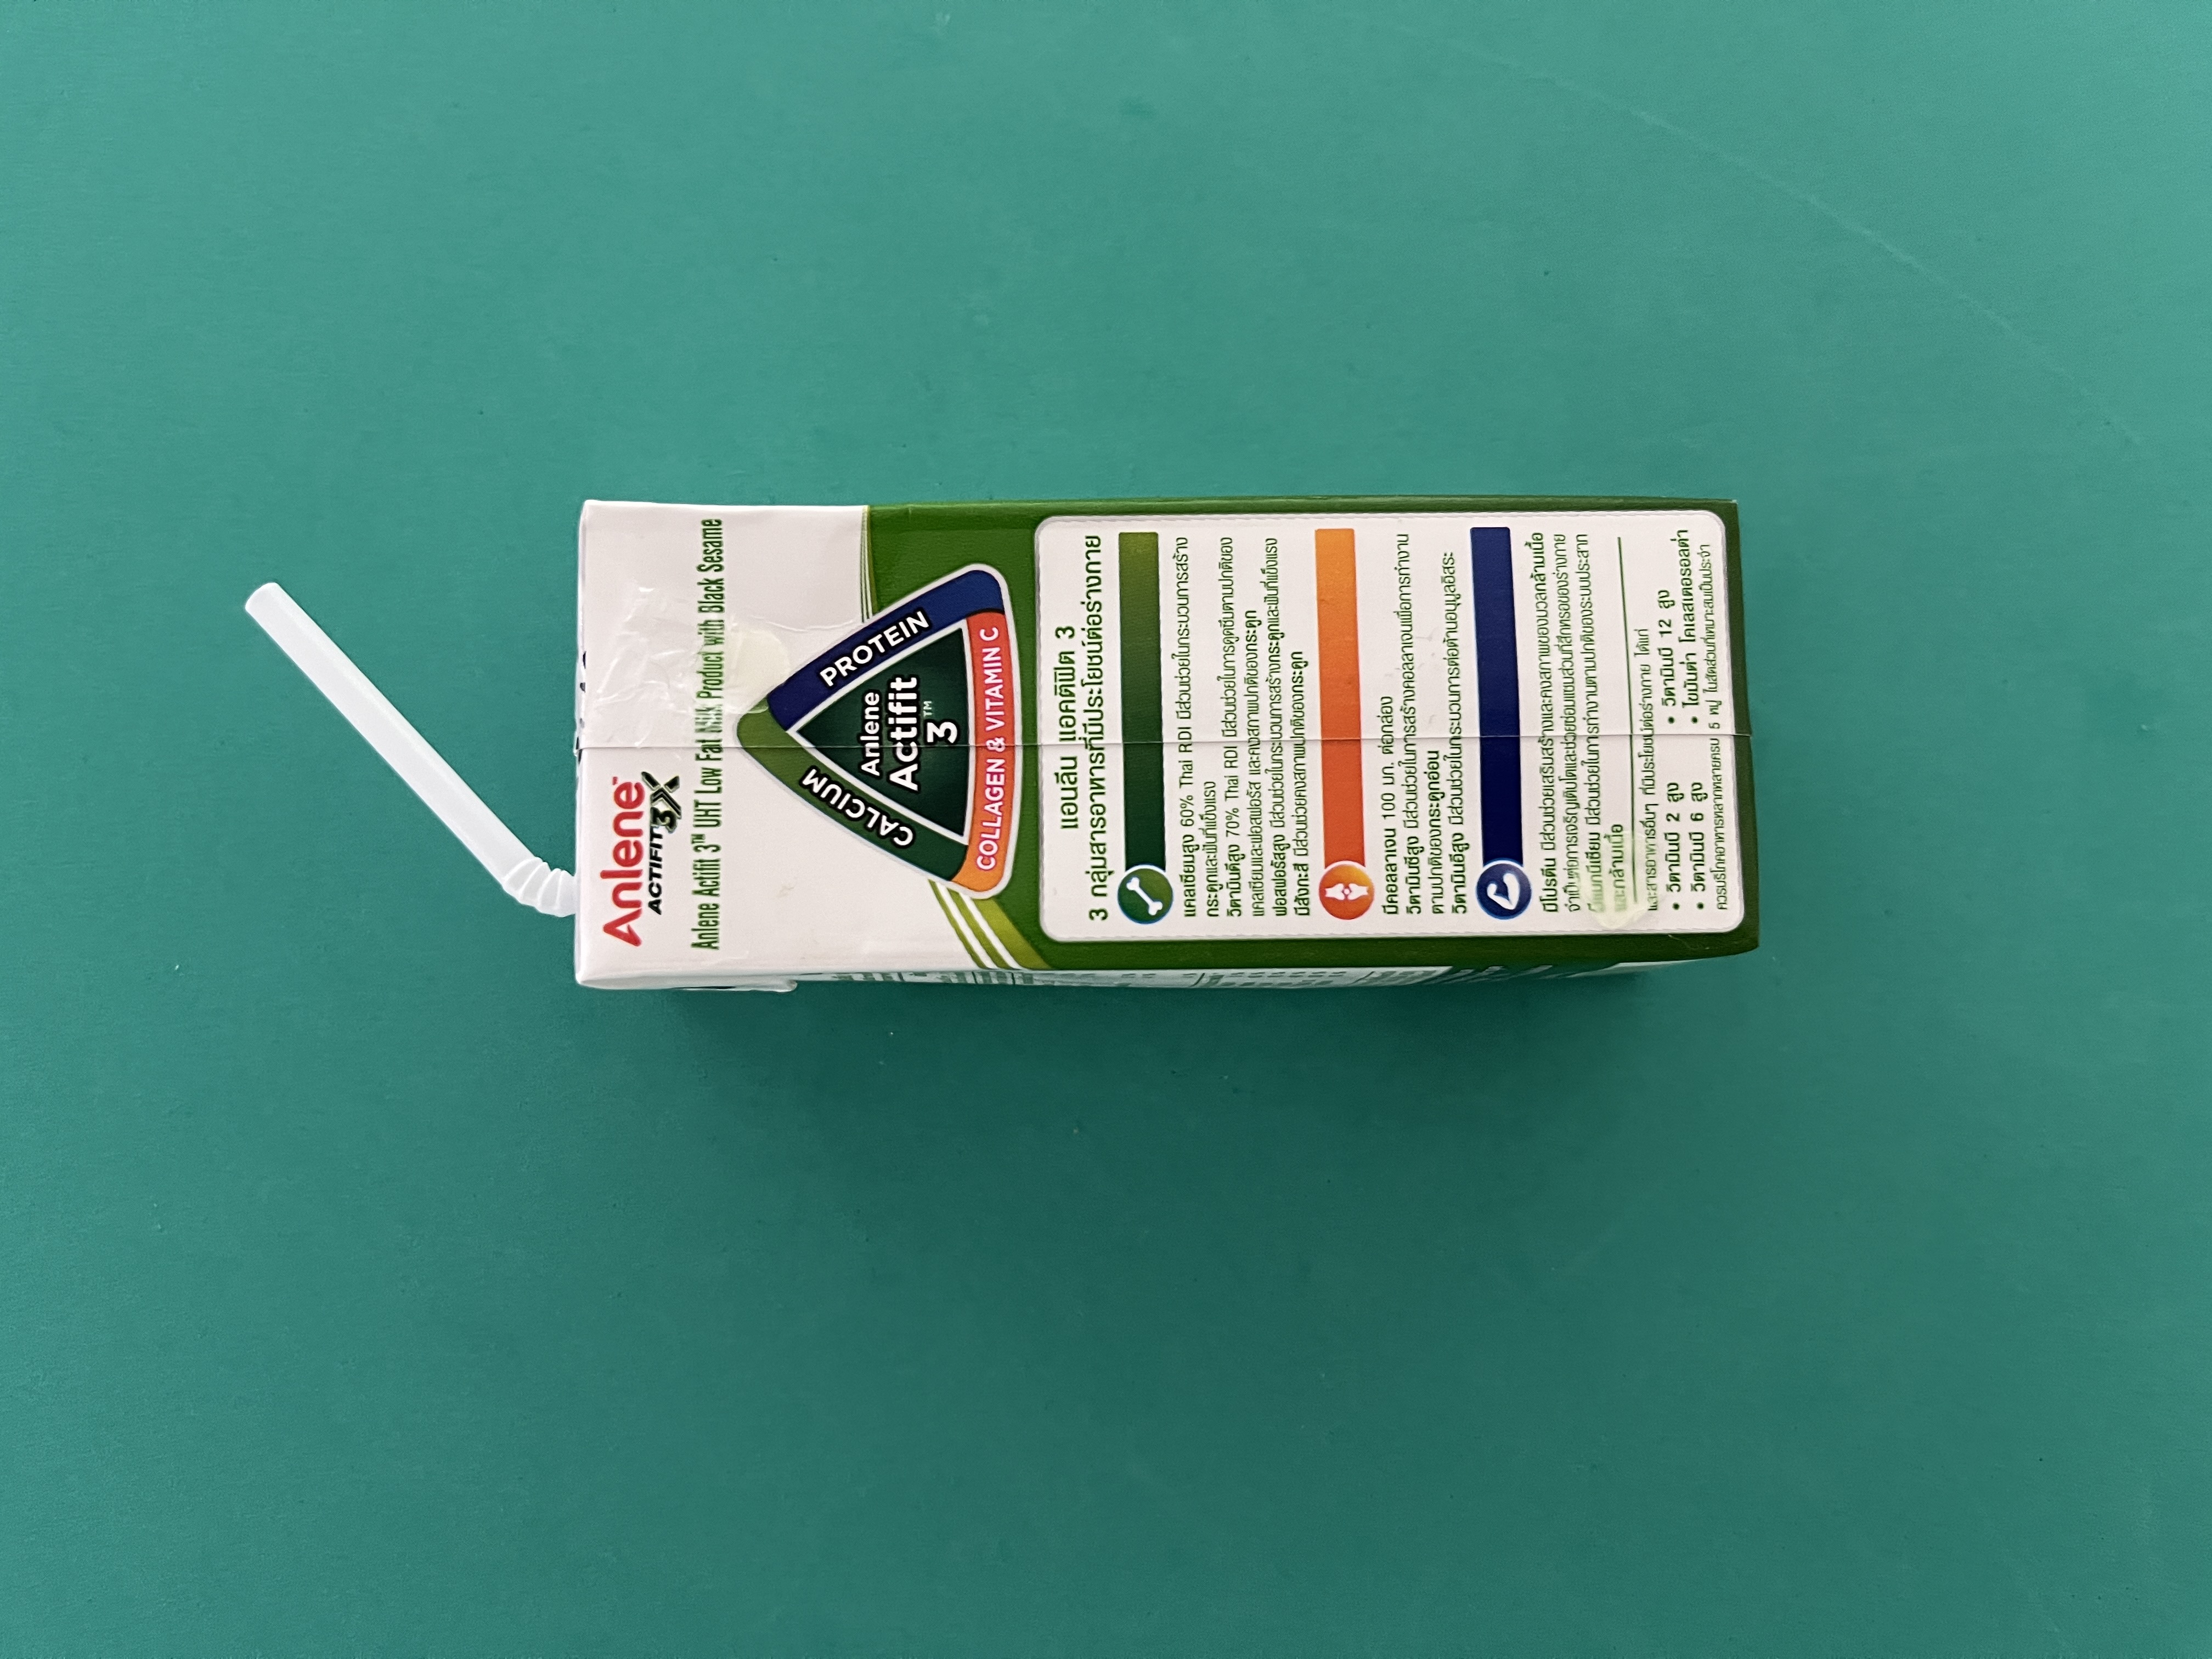 Anlene™
ACTIFIT 3X
Anlene Actifit 3™ UHT Low Fat Milk Product with Black Sesame
CALCIUM
PROTEIN
Anlene
Actifit
3™
COLLAGEN & VITAMIN C
แอนลีน แอคติฟิต 3
3 กลุ่มสารอาหารที่มีประโยชน์ต่อร่างกาย
แคลเซียมสูง 60% Thai RDI มีส่วนช่วยในกระบวนการสร้าง
กระดูกและฟันที่แข็งแรง
วิตามินดีสูง 70% Thai RDI มีส่วนช่วยในการดูดซึมตามปกติของ
แคลเซียมและฟอสฟอรัส และคงสภาพปกติของกระดูก
ฟอสฟอรัสสูง มีส่วนช่วยในกระบวนการสร้างกระดูกและฟันที่แข็งแรง
มีสังกะสี มีส่วนช่วยคงสภาพปกติของกระดูก
มีคอลลาเจน 100 มก. ต่อกล่อง
วิตามินซีสูง มีส่วนช่วยในการสร้างคอลลาเจนเพื่อการทำงาน
ตามปกติของกระดูกอ่อน
วิตามินอีสูง มีส่วนช่วยในกระบวนการต่อต้านอนุมูลอิสระ
มีโปรตีน มีส่วนช่วยเสริมสร้างและคงสภาพของมวลกล้ามเนื้อ
จำเป็นต่อการเจริญเติบโตและช่วยซ่อมแซมส่วนที่สึกหรอของร่างกาย
มีแมกนีเซียม มีส่วนช่วยในการทำงานตามปกติของระบบประสาท
และกล้ามเนื้อ
และสารอาหารอื่นๆ ที่มีประโยชน์ต่อร่างกาย ได้แก่
• วิตามินบี 2 สูง • วิตามินบี 12 สูง
• วิตามินบี 6 สูง • ไขมันต่ำ โคเลสเตอรอลต่ำ
ควรบริโภคอาหารหลากหลายครบ 5 หมู่ ในสัดส่วนที่เหมาะสมเป็นประจำ